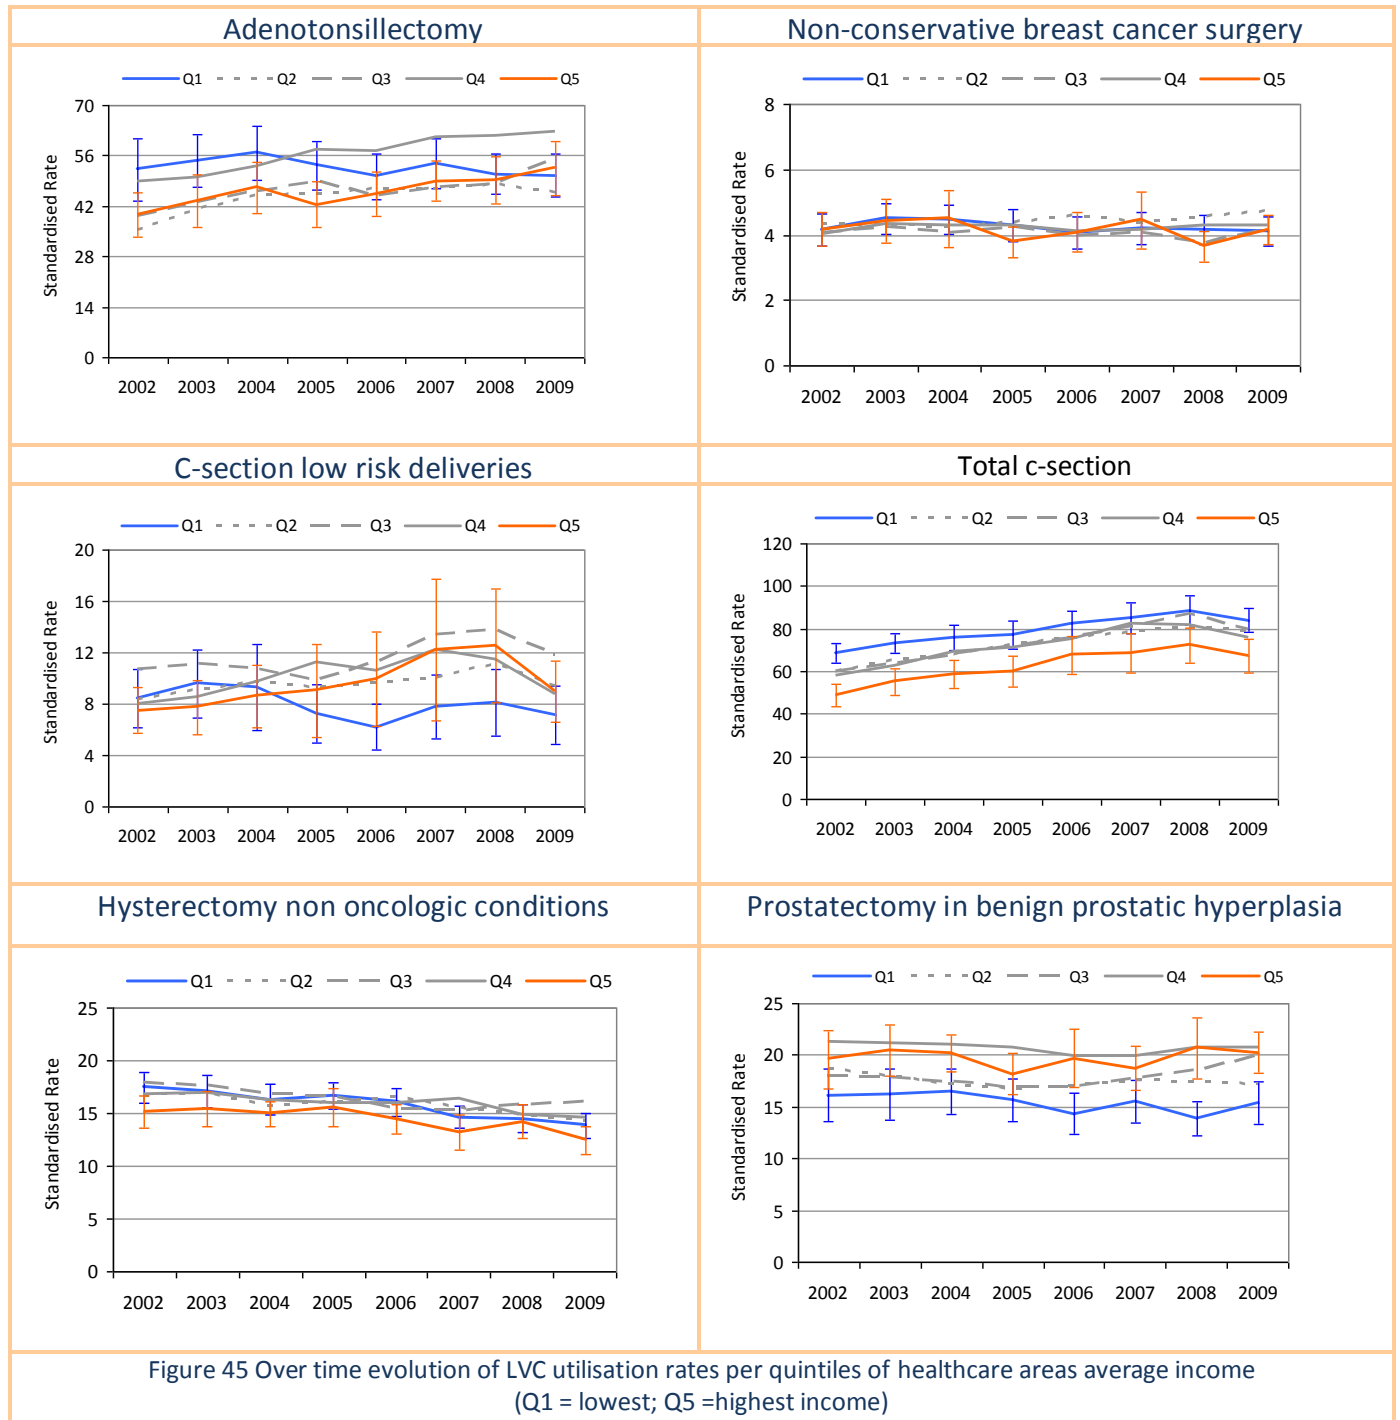 Adenotonsillectomy
Q1 Q2 Q3 Q4 Q5
Standardised Rate
70
56
42
28
14
0
2002 2003 2004 2005 2006 2007 2008 2009
Non-conservative breast cancer surgery
Q1 Q2 Q3 Q4 Q5
Standardised Rate
8
6
4
2
0
2002 2003 2004 2005 2006 2007 2008 2009
C-section low risk deliveries
Q1 Q2 Q3 Q4 Q5
Standardised Rate
20
16
12
8
4
0
2002 2003 2004 2005 2006 2007 2008 2009
Total c-section
Q1 Q2 Q3 Q4 Q5
Standardised Rate
120
100
80
60
40
20
0
2002 2003 2004 2005 2006 2007 2008 2009
Hysterectomy non oncologic conditions
Q1 Q2 Q3 Q4 Q5
Standardised Rate
25
20
15
10
5
0
2002 2003 2004 2005 2006 2007 2008 2009
Prostatectomy in benign prostatic hyperplasia
Q1 Q2 Q3 Q4 Q5
Standardised Rate
25
20
15
10
5
0
2002 2003 2004 2005 2006 2007 2008 2009
Figure 45 Over time evolution of LVC utilisation rates per quintiles of healthcare areas average income
(Q1 = lowest; Q5 =highest income)